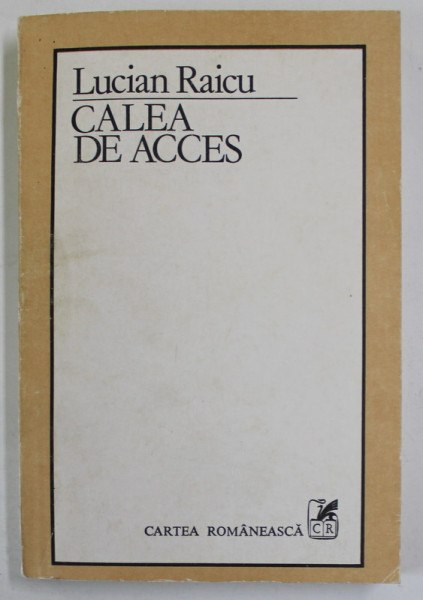 Lucian Raicu
CALEA
DE ACCES
CARTEA ROMÂNEASCĂ
CR